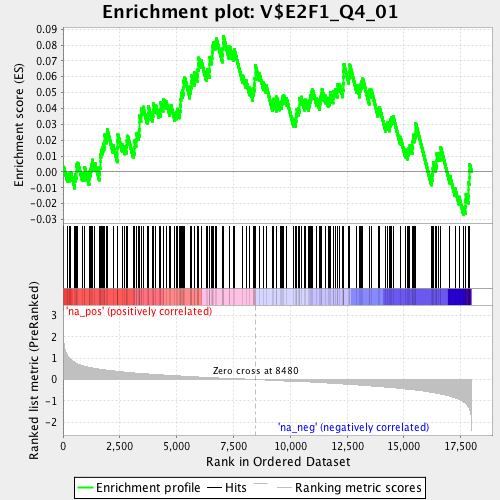 Enrichment plot: V$E2F1_Q4_01
Enrichment score (ES)
0.09
0.08
0.07
0.06
0.05
0.04
0.03
0.02
0.01
0.00
-0.01
-0.02
-0.03
Ranked list metric (PreRanked)
'na_pos' (positively correlated)
3
2
1
0
-1
-2
Zero cross at 8480
'na_neg' (negatively correlated)
0
2,500
5,000
7,500
10,000
12,500
15,000
17,500
Rank in Ordered Dataset
Enrichment profile
Hits
Ranking metric scores